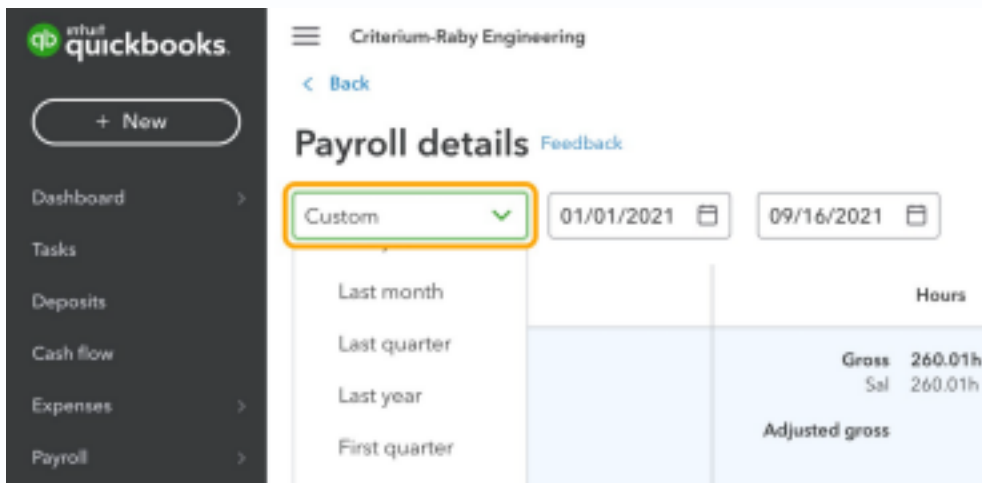 intuit
quickbooks.
+ New
Dashboard
Tasks
Deposits
Cash flow
Expenses
Payroll
Criterium-Raby Engineering
< Back
Payroll details Feedback
Custom 01/01/2021 09/16/2021
Last month
Last quarter
Last year
First quarter
Hours
Gross 260.01h
Sal 260.01h
Adjusted gross